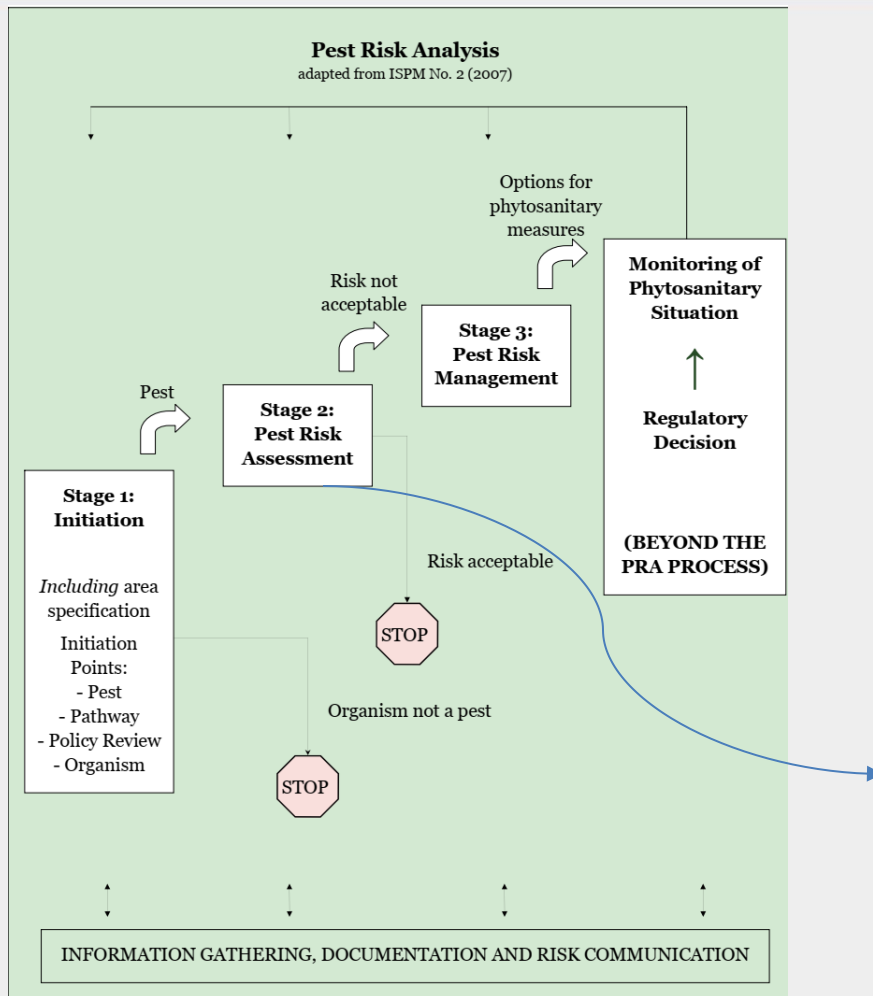 Pest Risk Analysis
adapted from ISPM No. 2 (2007)
Options for
phytosanitary
measures
Monitoring of
Phytosanitary
Situation
Regulatory
Decision
(BEYOND THE
PRA PROCESS)
Risk not
acceptable
Stage 3:
Pest Risk
Management
Pest
Stage 2:
Pest Risk
Assessment
Stage 1:
Initiation
Including area
specification
Initiation
Points:
- Pest
- Pathway
- Policy Review
- Organism
Risk acceptable
STOP
Organism not a pest
STOP
INFORMATION GATHERING, DOCUMENTATION AND RISK COMMUNICATION